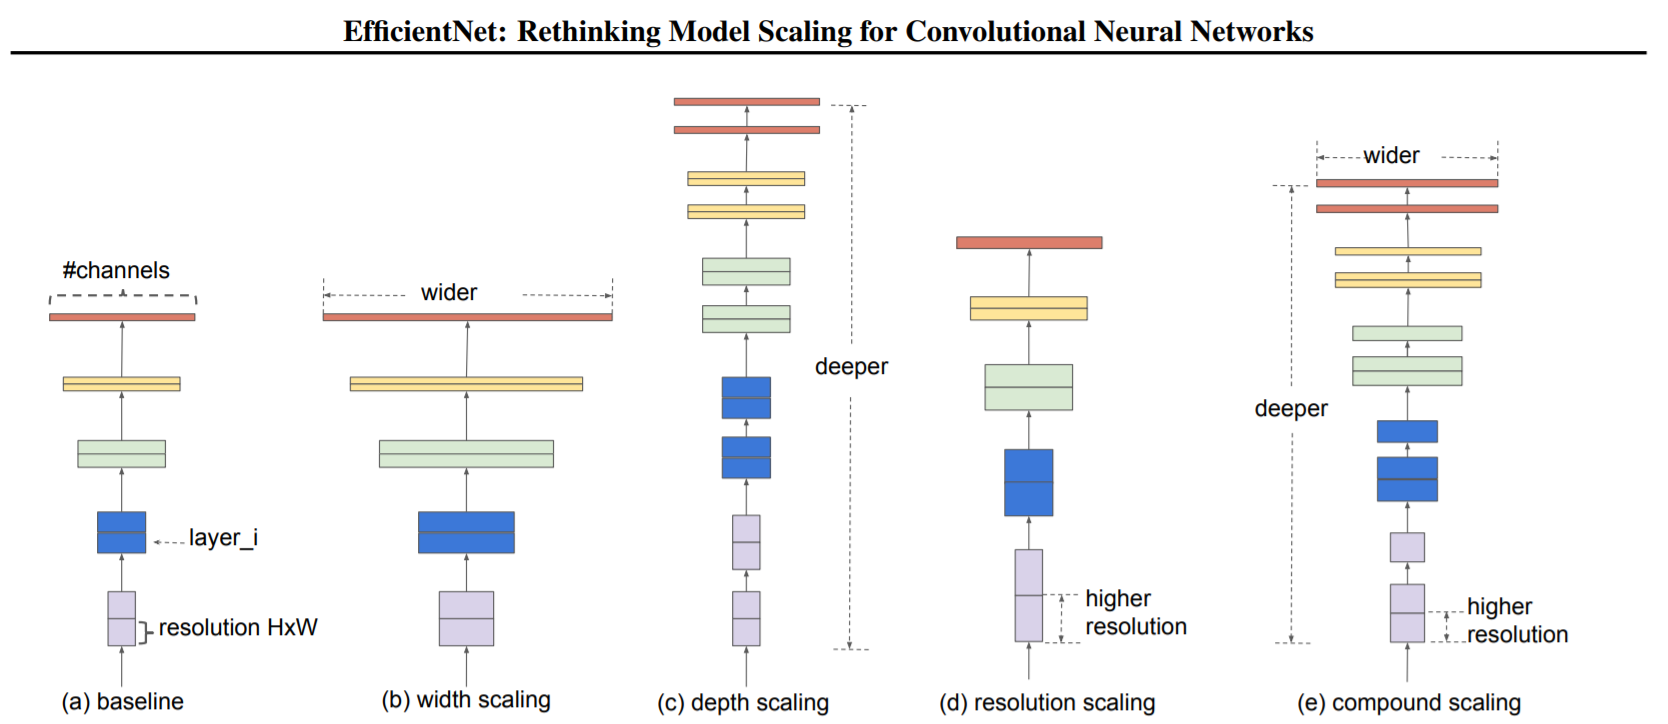 EfficientNet: Rethinking Model Scaling for Convolutional Neural Networks
#channels
layer_i
resolution HxW
(a) baseline
wider
(b) width scaling
deeper
(c) depth scaling
higher
resolution
(d) resolution scaling
wider
deeper
higher
resolution
(e) compound scaling